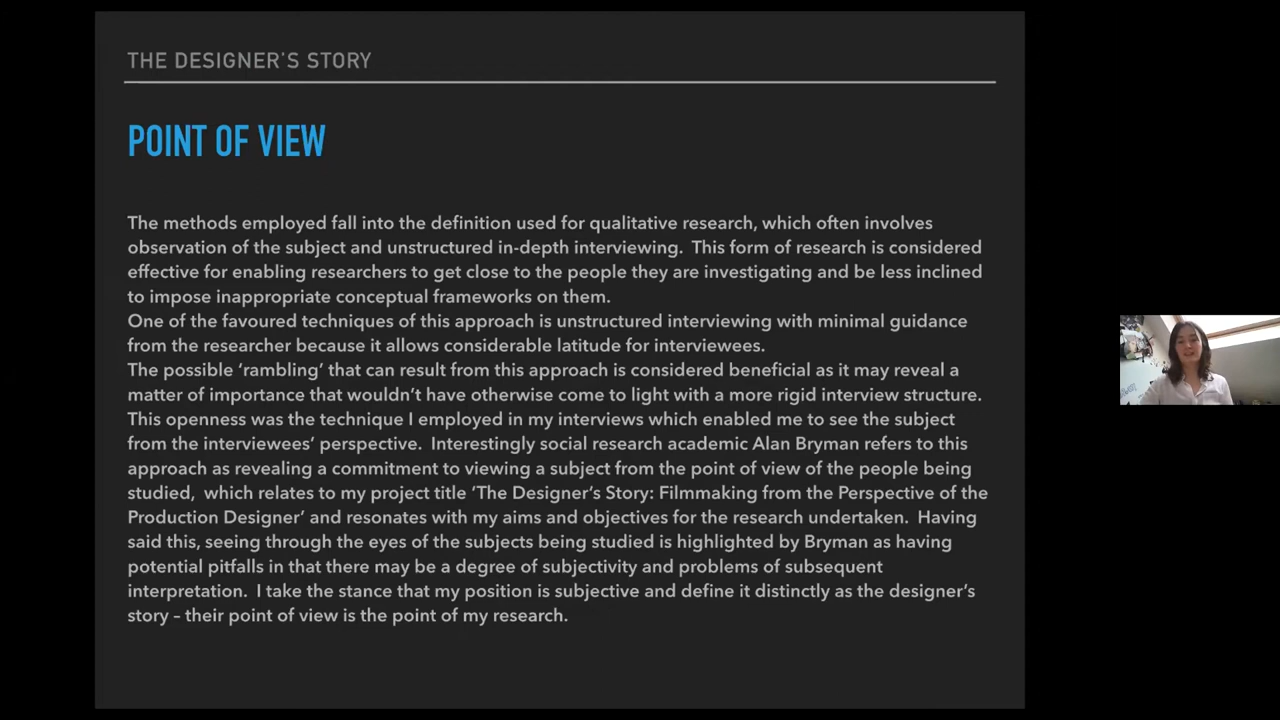 THE DESIGNER'S STORY
POINT OF VIEW
The methods employed fall into the definition used for qualitative research, which often involves
observation of the subject and unstructured in-depth interviewing.  This form of research is considered
effective for enabling researchers to get close to the people they are investigating and be less inclined
to impose inappropriate conceptual frameworks on them.
One of the favoured techniques of this approach is unstructured interviewing with minimal guidance
from the researcher because it allows considerable latitude for interviewees.
The possible ‘rambling’ that can result from this approach is considered beneficial as it may reveal a
matter of importance that wouldn’t have otherwise come to light with a more rigid interview structure.
This openness was the technique I employed in my interviews which enabled me to see the subject
from the interviewees’ perspective.  Interestingly social research academic Alan Bryman refers to this
approach as revealing a commitment to viewing a subject from the point of view of the people being
studied,  which relates to my project title ‘The Designer’s Story: Filmmaking from the Perspective of the
Production Designer’ and resonates with my aims and objectives for the research undertaken.  Having
said this, seeing through the eyes of the subjects being studied is highlighted by Bryman as having
potential pitfalls in that there may be a degree of subjectivity and problems of subsequent
interpretation.  I take the stance that my position is subjective and define it distinctly as the designer’s
story – their point of view is the point of my research.